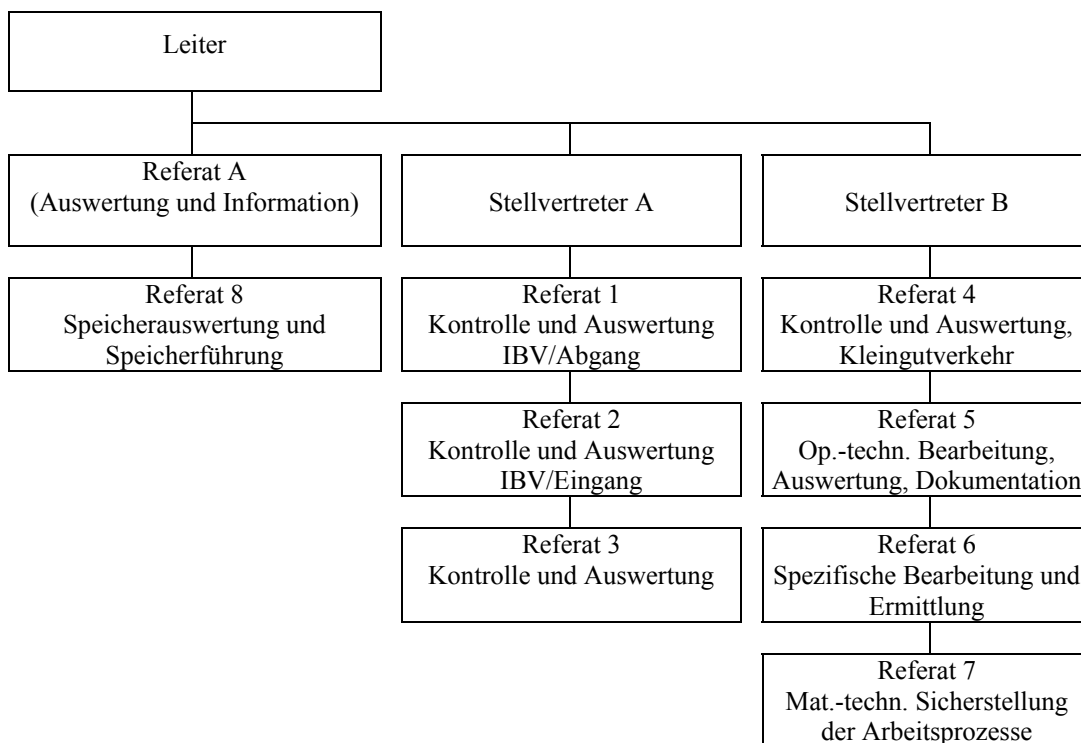 Leiter
Referat A
(Auswertung und Information)
Stellvertreter A
Stellvertreter B
Referat 8
Speicherauswertung und
Speicherführung
Referat 1
Kontrolle und Auswertung
IBV/Abgang
Referat 4
Kontrolle und Auswertung,
Kleingutverkehr
Referat 2
Kontrolle und Auswertung
IBV/Eingang
Referat 5
Op.-techn. Bearbeitung,
Auswertung, Dokumentation
Referat 3
Kontrolle und Auswertung
Referat 6
Spezifische Bearbeitung und
Ermittlung
Referat 7
Mat.-techn. Sicherstellung
der Arbeitsprozesse